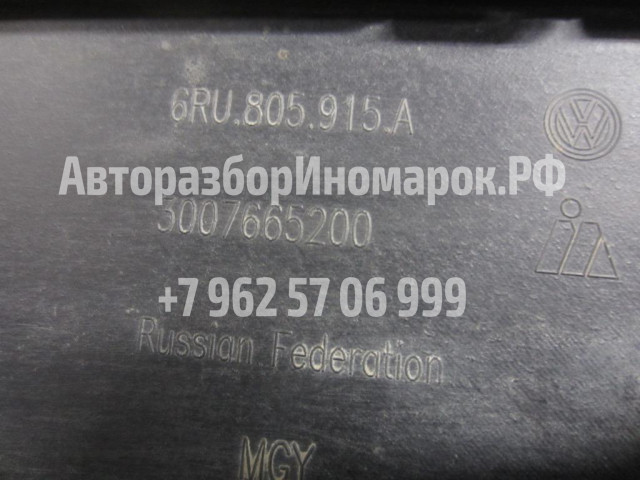 6RU.805.915.A
АвторазборИномарок.РФ
5007665200
+7 962 57 06 999
Russian Federation
MGY